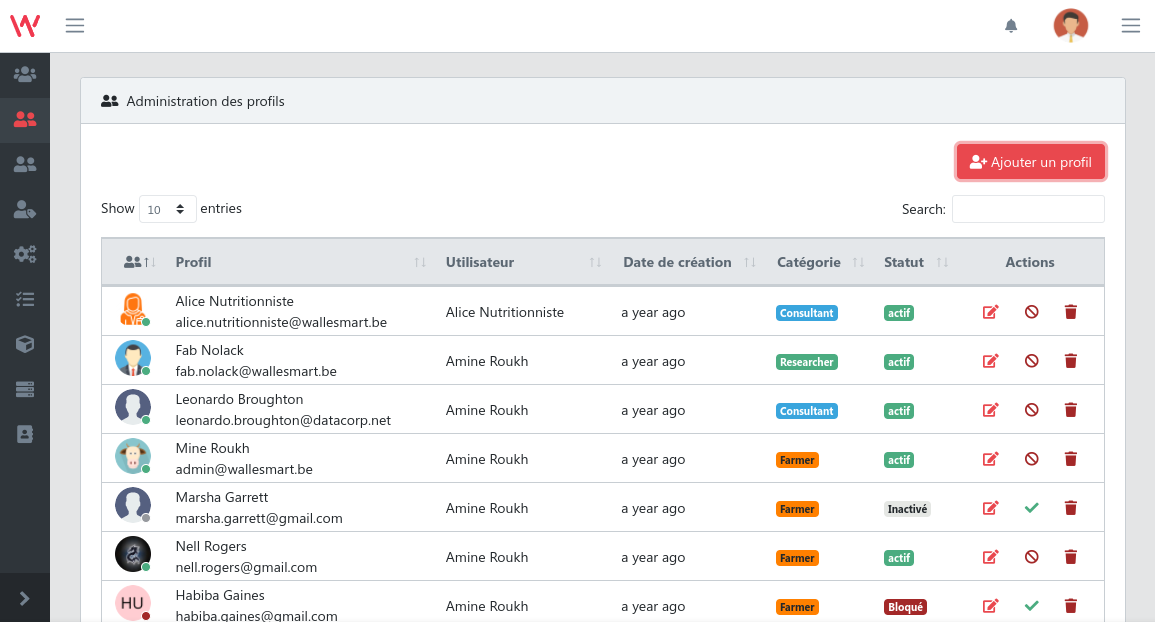 Administration des profils
Ajouter un profil
Show 10 entries
Search:
Profil Utilisateur Date de création Catégorie Statut Actions
Alice Nutritionniste
alice.nutritionniste@wallesmart.be
Alice Nutritionniste a year ago Consultant actif
Fab Nolack
fab.nolack@wallesmart.be
Amine Roukh a year ago Researcher actif
Leonardo Broughton
leonardo.broughton@datacorp.net
Amine Roukh a year ago Consultant actif
Mine Roukh
admin@wallesmart.be
Amine Roukh a year ago Farmer actif
Marsha Garrett
marsha.garrett@gmail.com
Amine Roukh a year ago Farmer Inactivé
Nell Rogers
nell.rogers@gmail.com
Amine Roukh a year ago Farmer actif
HU
Habiba Gaines
habiba.gaines@gmail.com
Amine Roukh a year ago Farmer Bloqué